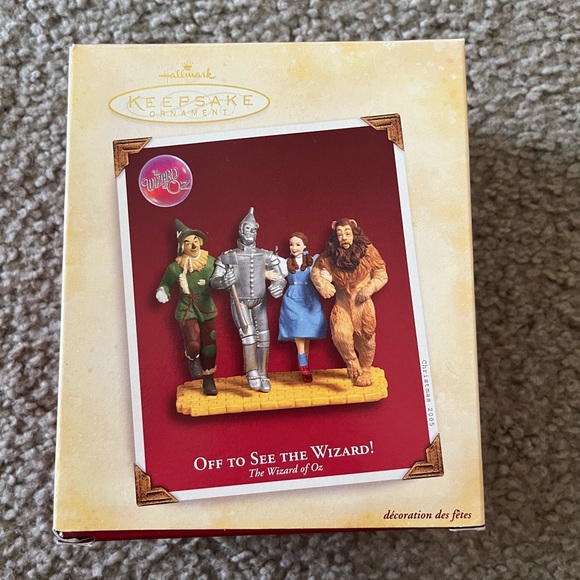 Hallmark
KEEPSAKE
ORNAMENT
THE
WIZARD
OF OZ
Christmas 2005
OFF TO SEE THE WIZARD!
The Wizard of Oz
décoration des fêtes